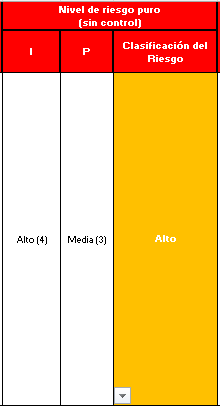 Nivel de riesgo puro
(sin control)
I
P
Clasificación del
Riesgo
Alto (4)
Media (3)
Alto